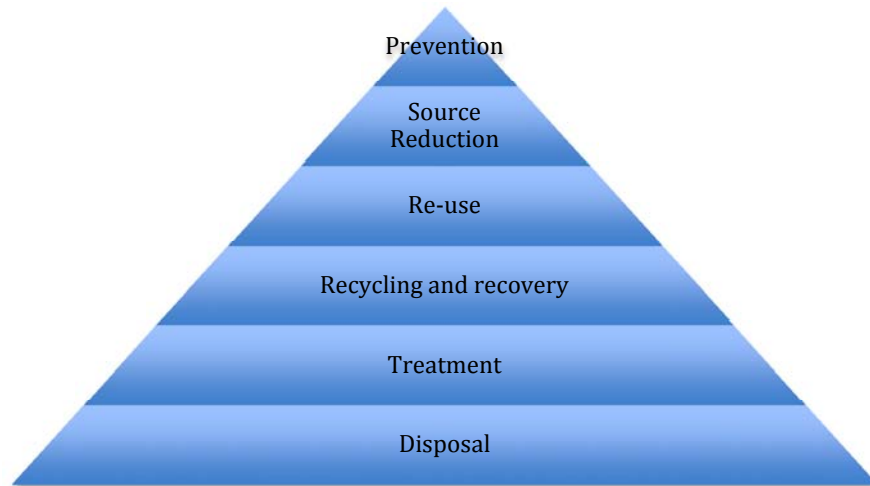 Prevention
Source
Reduction
Re-use
Recycling and recovery
Treatment
Disposal